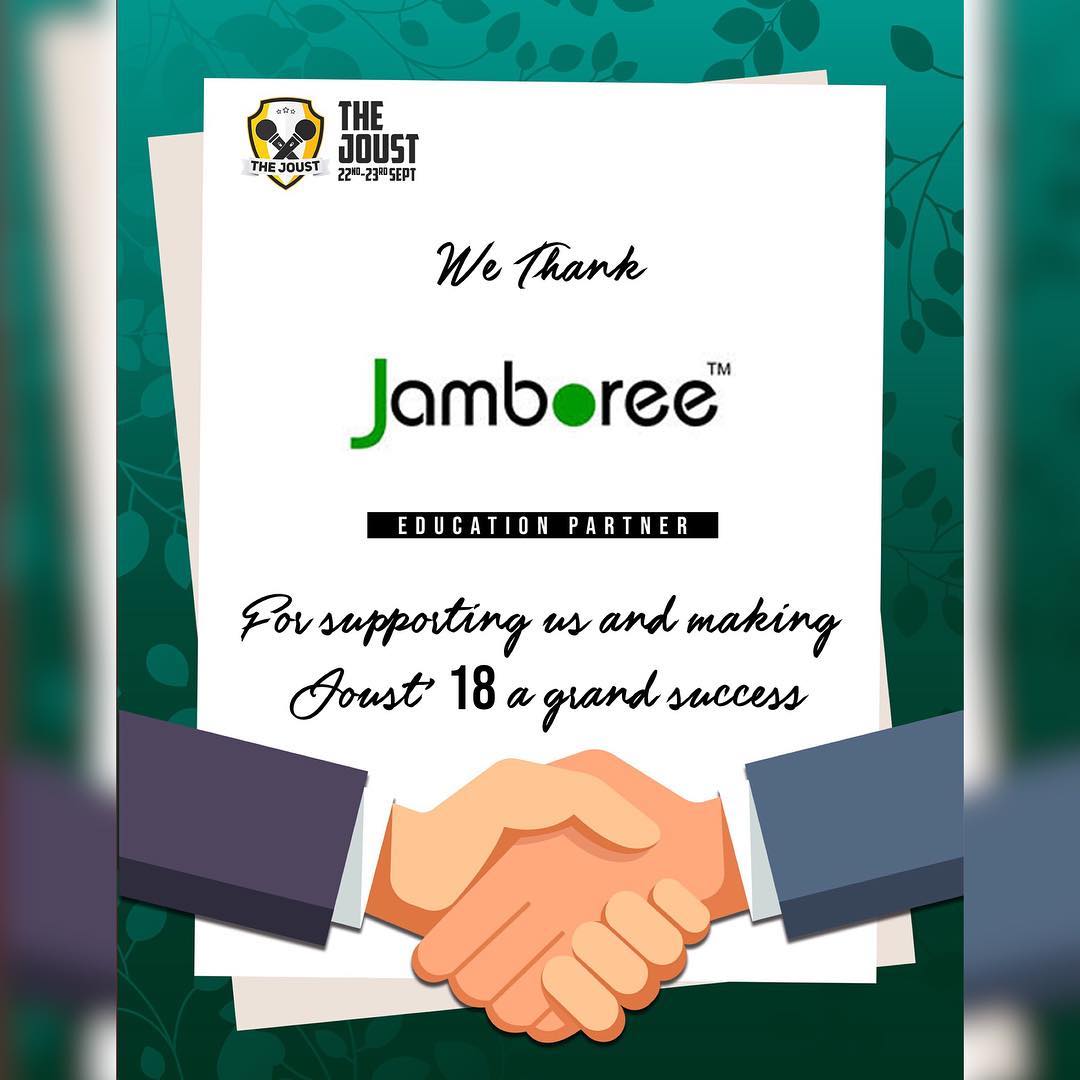 THE JOUST
THE
JOUST
22ND-23RD SEPT
We Thank
Jamboree™
EDUCATION PARTNER
For supporting us and making
Joust' 18 a grand success